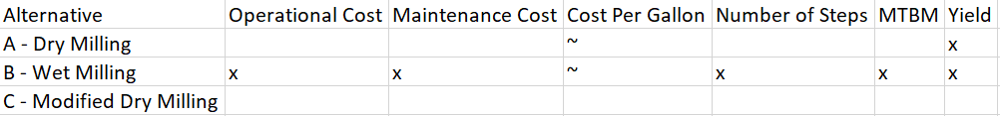 Alternative Operational Cost Maintenance Cost Cost Per Gallon Number of Steps MTBM Yield
A - Dry Milling ~ x
B - Wet Milling x x ~ x x x
C - Modified Dry Milling